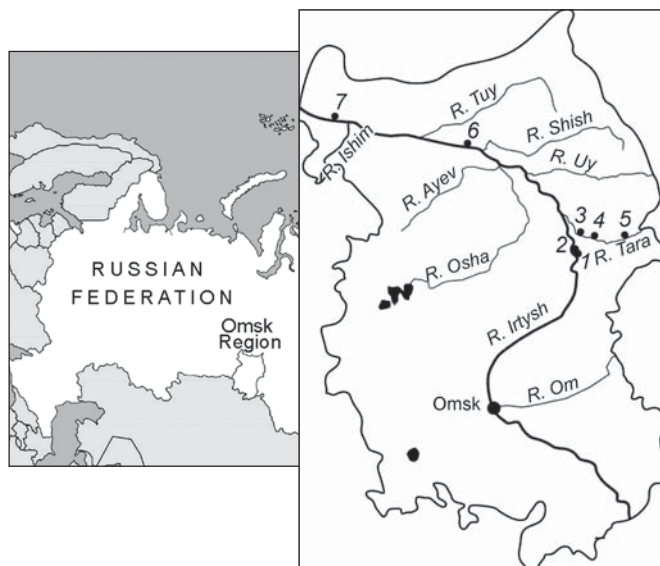 RUSSIAN
FEDERATION
Omsk
Region
7
R. Ishim
R. Tuy
6
R. Shish
R. Uy
R. Ayev
3
4
5
2
1
R. Tara
R. Osha
R. Irtysh
Omsk
R. Om